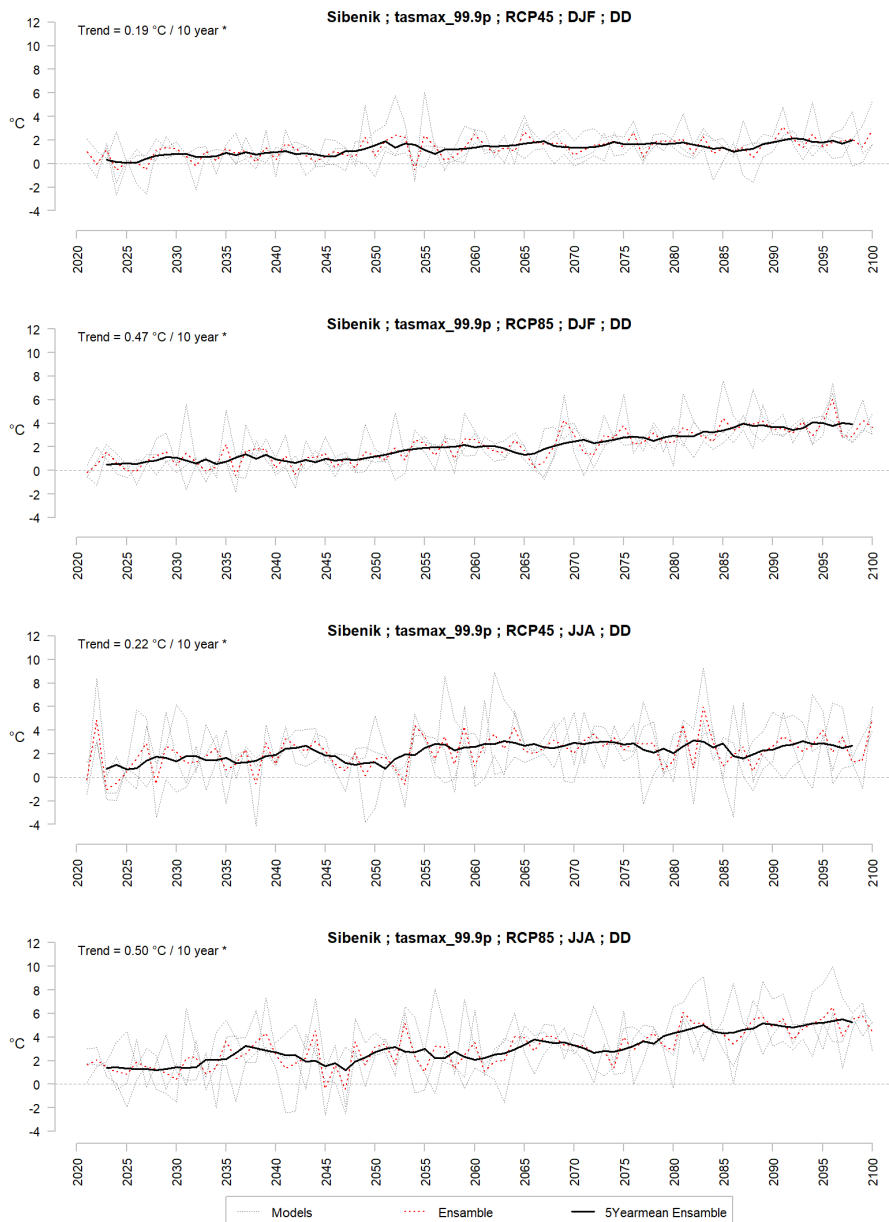 Sibenik ; tasmax_99.9p ; RCP45 ; DJF ; DD
Trend = 0.19 °C / 10 year *
°C
12
10
8
6
4
2
0
-2
-4
2020 2025 2030 2035 2040 2045 2050 2055 2060 2065 2070 2075 2080 2085 2090 2095 2100
Sibenik ; tasmax_99.9p ; RCP85 ; DJF ; DD
Trend = 0.47 °C / 10 year *
°C
12
10
8
6
4
2
0
-2
-4
2020 2025 2030 2035 2040 2045 2050 2055 2060 2065 2070 2075 2080 2085 2090 2095 2100
Sibenik ; tasmax_99.9p ; RCP45 ; JJA ; DD
Trend = 0.22 °C / 10 year *
°C
12
10
8
6
4
2
0
-2
-4
2020 2025 2030 2035 2040 2045 2050 2055 2060 2065 2070 2075 2080 2085 2090 2095 2100
Sibenik ; tasmax_99.9p ; RCP85 ; JJA ; DD
Trend = 0.50 °C / 10 year *
°C
12
10
8
6
4
2
0
-2
-4
2020 2025 2030 2035 2040 2045 2050 2055 2060 2065 2070 2075 2080 2085 2090 2095 2100
Models Ensamble 5Yearmean Ensamble